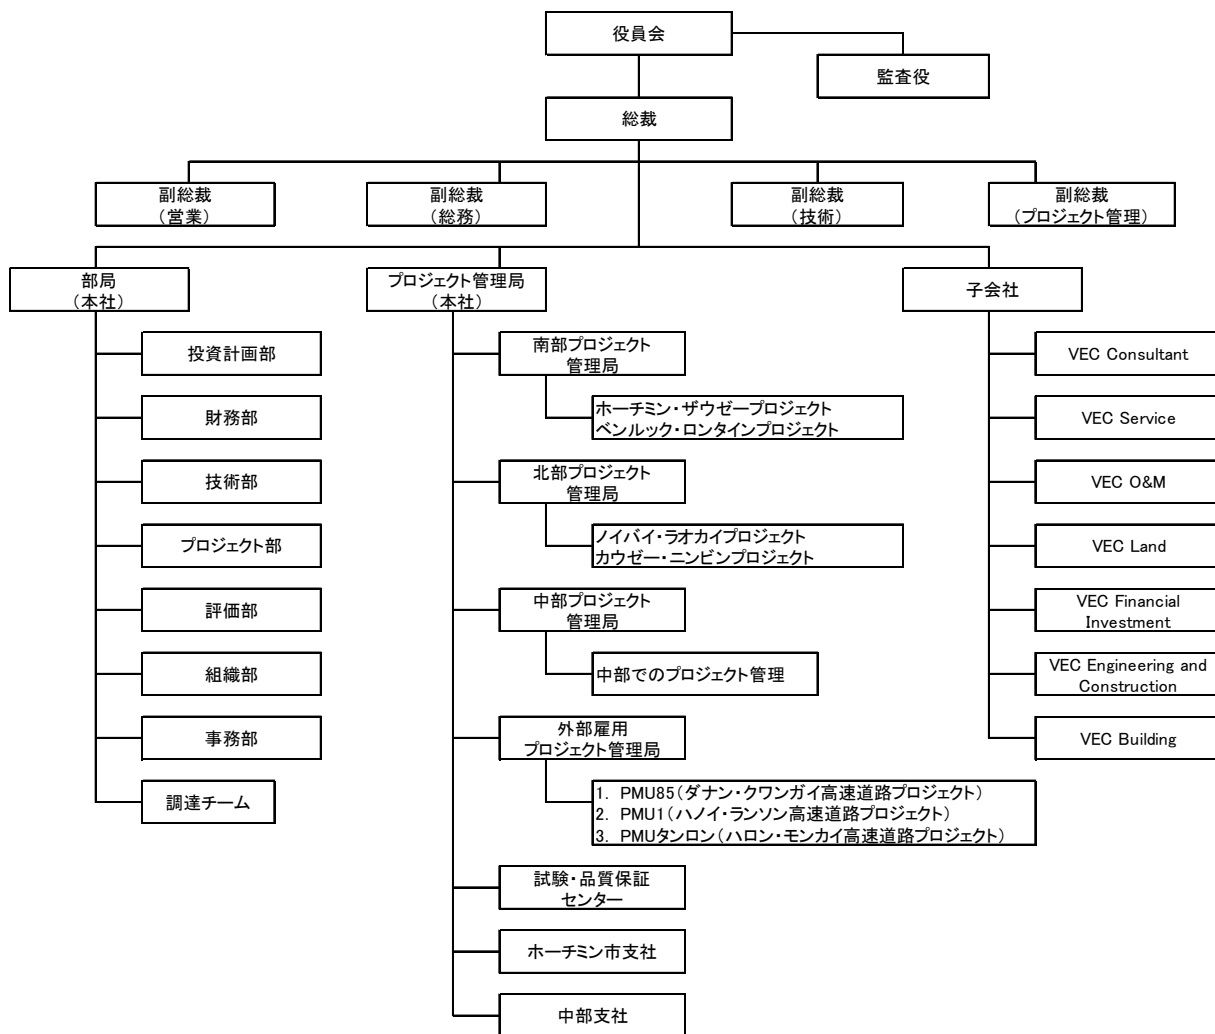 役員会
監査役
総裁
副総裁
（営業）
副総裁
（総務）
副総裁
（技術）
副総裁
（プロジェクト管理）
部局
（本社）
投資計画部
財務部
技術部
プロジェクト部
評価部
組織部
事務部
調達チーム
プロジェクト管理局
（本社）
南部プロジェクト
管理局
ホーチミン・ザウゼープロジェクト
ベンルック・ロンタインプロジェクト
北部プロジェクト
管理局
ノイバイ・ラオカイプロジェクト
カウゼー・ニンビンプロジェクト
中部プロジェクト
管理局
中部でのプロジェクト管理
外部雇用
プロジェクト管理局
1. PMU85（ダナン・クワンガイ高速道路プロジェクト）
2. PMU1（ハノイ・ランソン高速道路プロジェクト）
3. PMUタンロン（ハロン・モンカイ高速道路プロジェクト）
試験・品質保証
センター
ホーチミン市支社
中部支社
子会社
VEC Consultant
VEC Service
VEC O&M
VEC Land
VEC Financial
Investment
VEC Engineering and
Construction
VEC Building